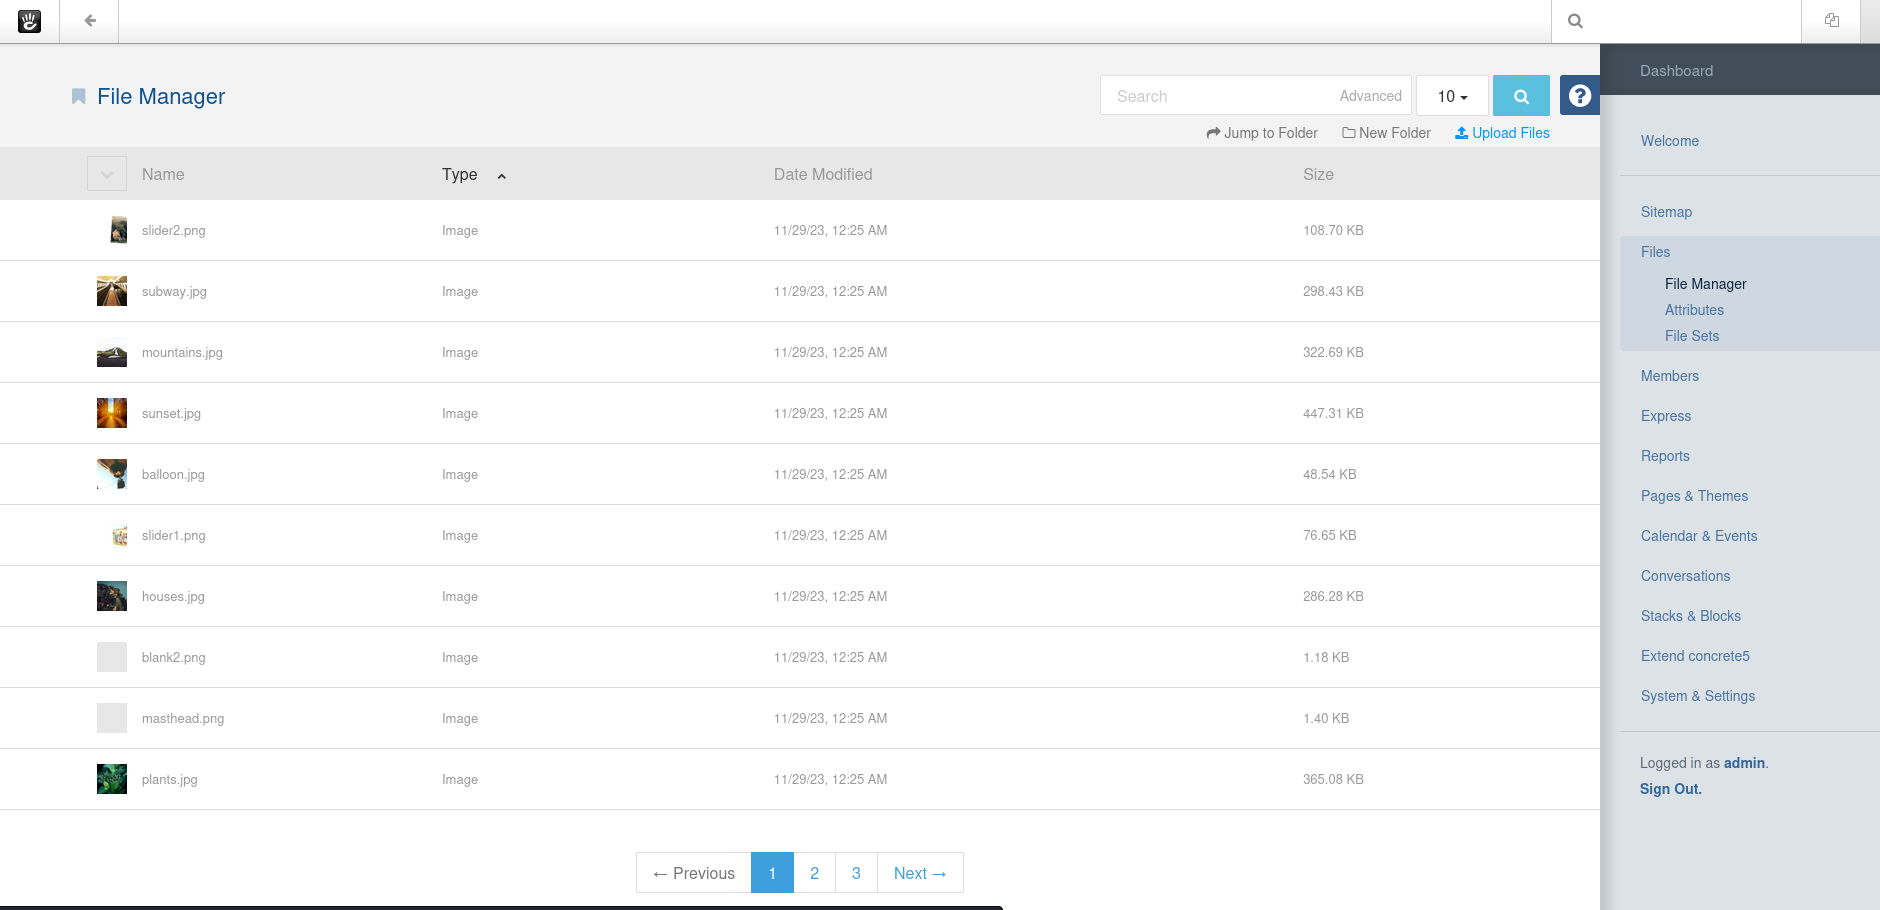 File Manager
Search Advanced 10
Jump to Folder New Folder Upload Files
Name Type Date Modified Size
slider2.png Image 11/29/23, 12:25 AM 108.70 KB
subway.jpg Image 11/29/23, 12:25 AM 298.43 KB
mountains.jpg Image 11/29/23, 12:25 AM 322.69 KB
sunset.jpg Image 11/29/23, 12:25 AM 447.31 KB
balloon.jpg Image 11/29/23, 12:25 AM 48.54 KB
slider1.png Image 11/29/23, 12:25 AM 76.65 KB
houses.jpg Image 11/29/23, 12:25 AM 286.28 KB
blank2.png Image 11/29/23, 12:25 AM 1.18 KB
masthead.png Image 11/29/23, 12:25 AM 1.40 KB
plants.jpg Image 11/29/23, 12:25 AM 365.08 KB
← Previous 1 2 3 Next →
Dashboard
Welcome
Sitemap
Files
File Manager
Attributes
File Sets
Members
Express
Reports
Pages & Themes
Calendar & Events
Conversations
Stacks & Blocks
Extend concrete5
System & Settings
Logged in as admin.
Sign Out.